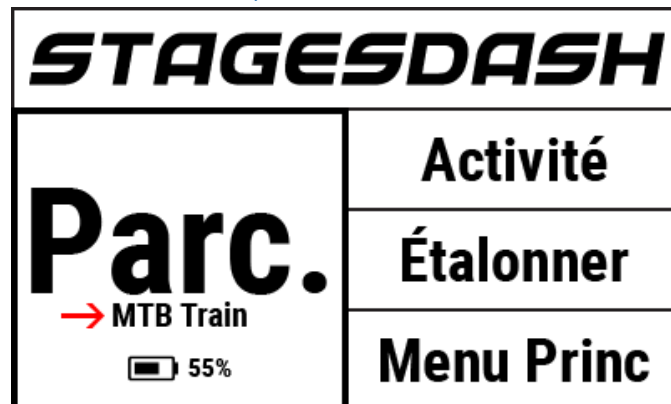 STAGESDASH
Parc.
MTB Train
55%
Activité
Étalonner
Menu Princ